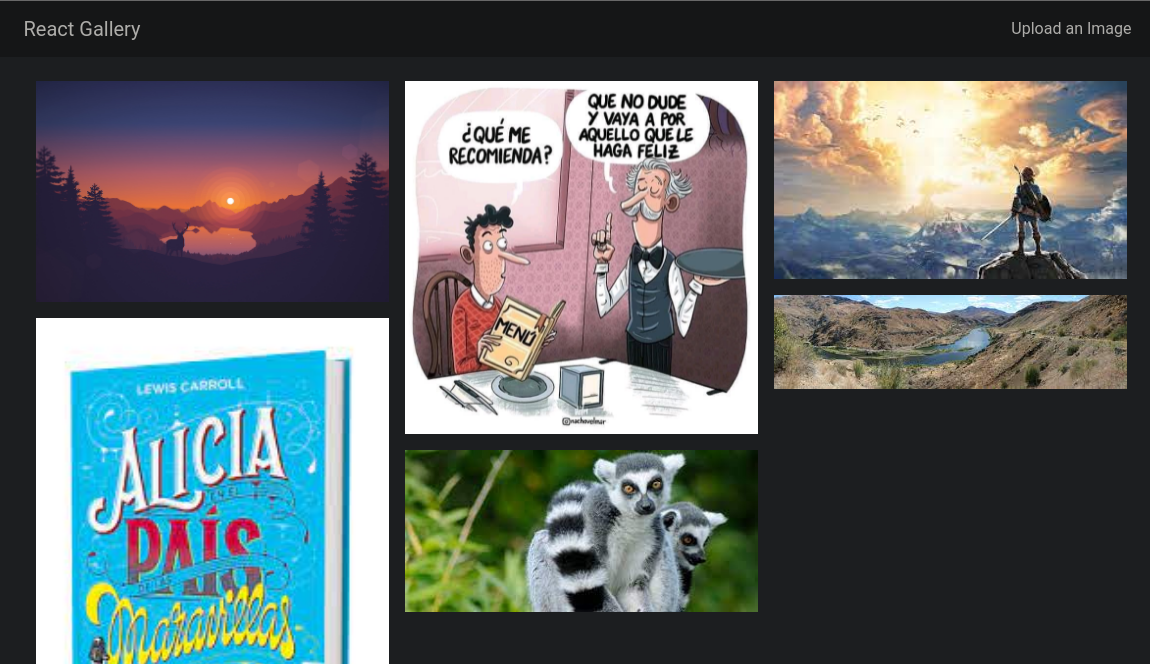 React Gallery
Upload an Image
¿QUÉ ME
RECOMIENDA?
QUE NO DUDE
Y VAYA A POR
AQUELLO QUE LE
HAGA FELIZ
MENÚ
@nachovelmar
LEWIS CARROLL
ALICIA
EN EL
PAÍS
DE LAS
Maravillas